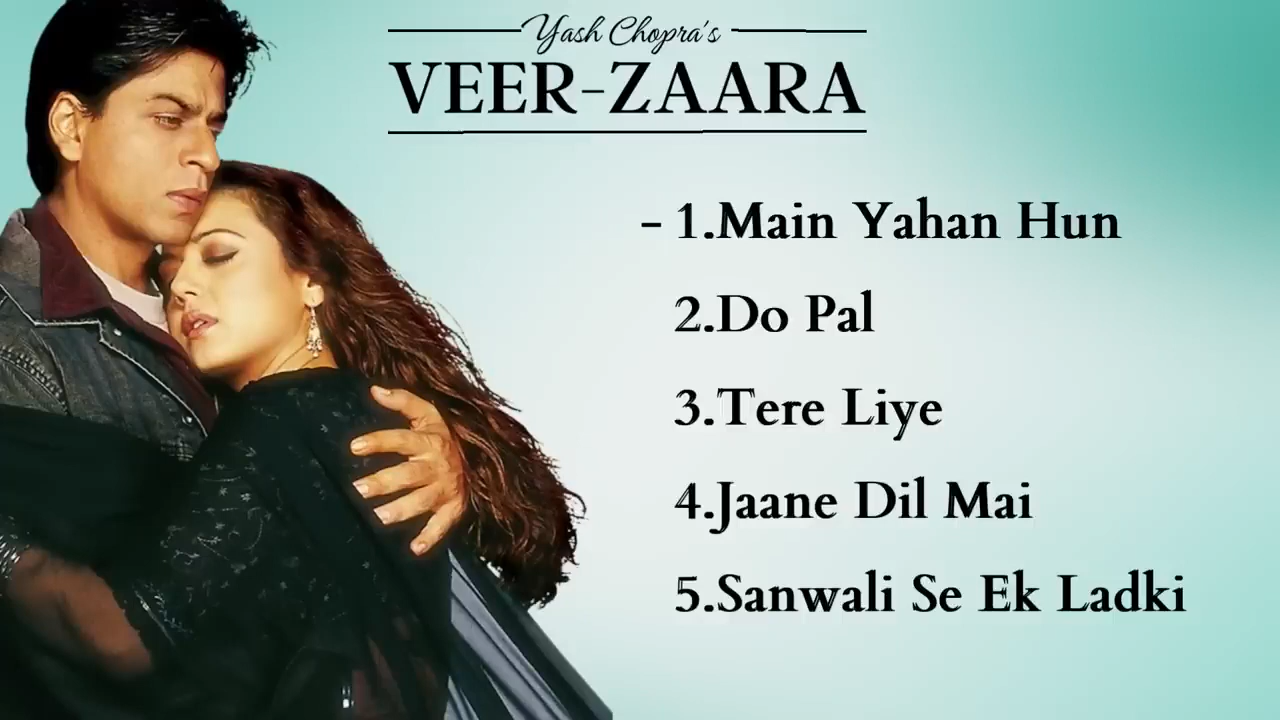 Yash Chopra's
VEER-ZAARA
- 1.Main Yahan Hun
2.Do Pal
3.Tere Liye
4.Jaane Dil Mai
5.Sanwali Se Ek Ladki